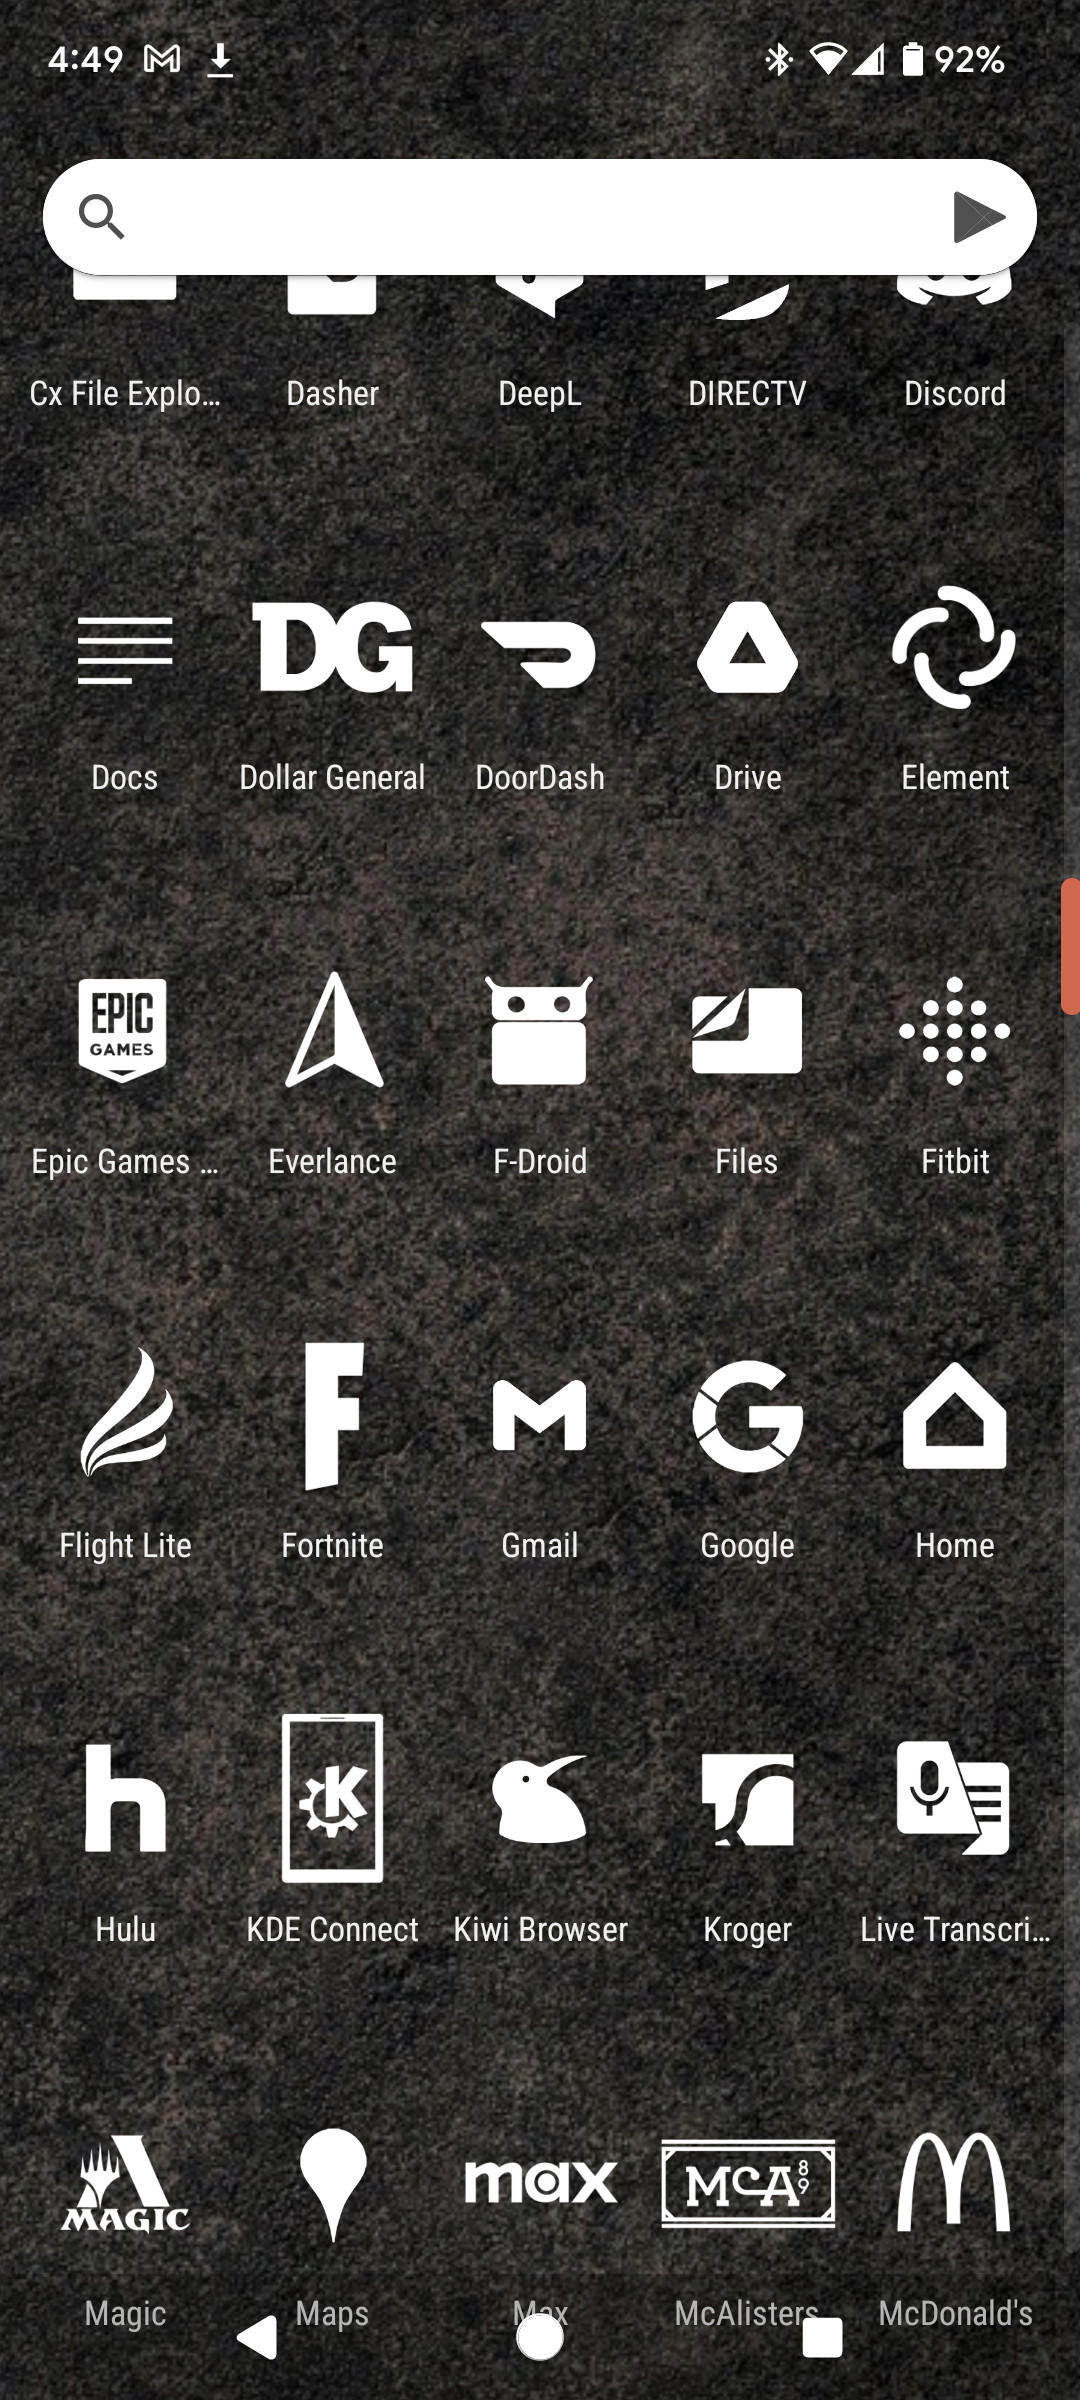 4:49 92%
Cx File Explo... Dasher DeepL DIRECTV Discord
DG
Docs Dollar General DoorDash Drive Element
EPIC
GAMES
Epic Games ... Everlance F-Droid Files Fitbit
Flight Lite Fortnite Gmail Google Home
h K
Hulu KDE Connect Kiwi Browser Kroger Live Transcri...
MAGIC max McA 89
Magic Maps Max McAlisters McDonald's